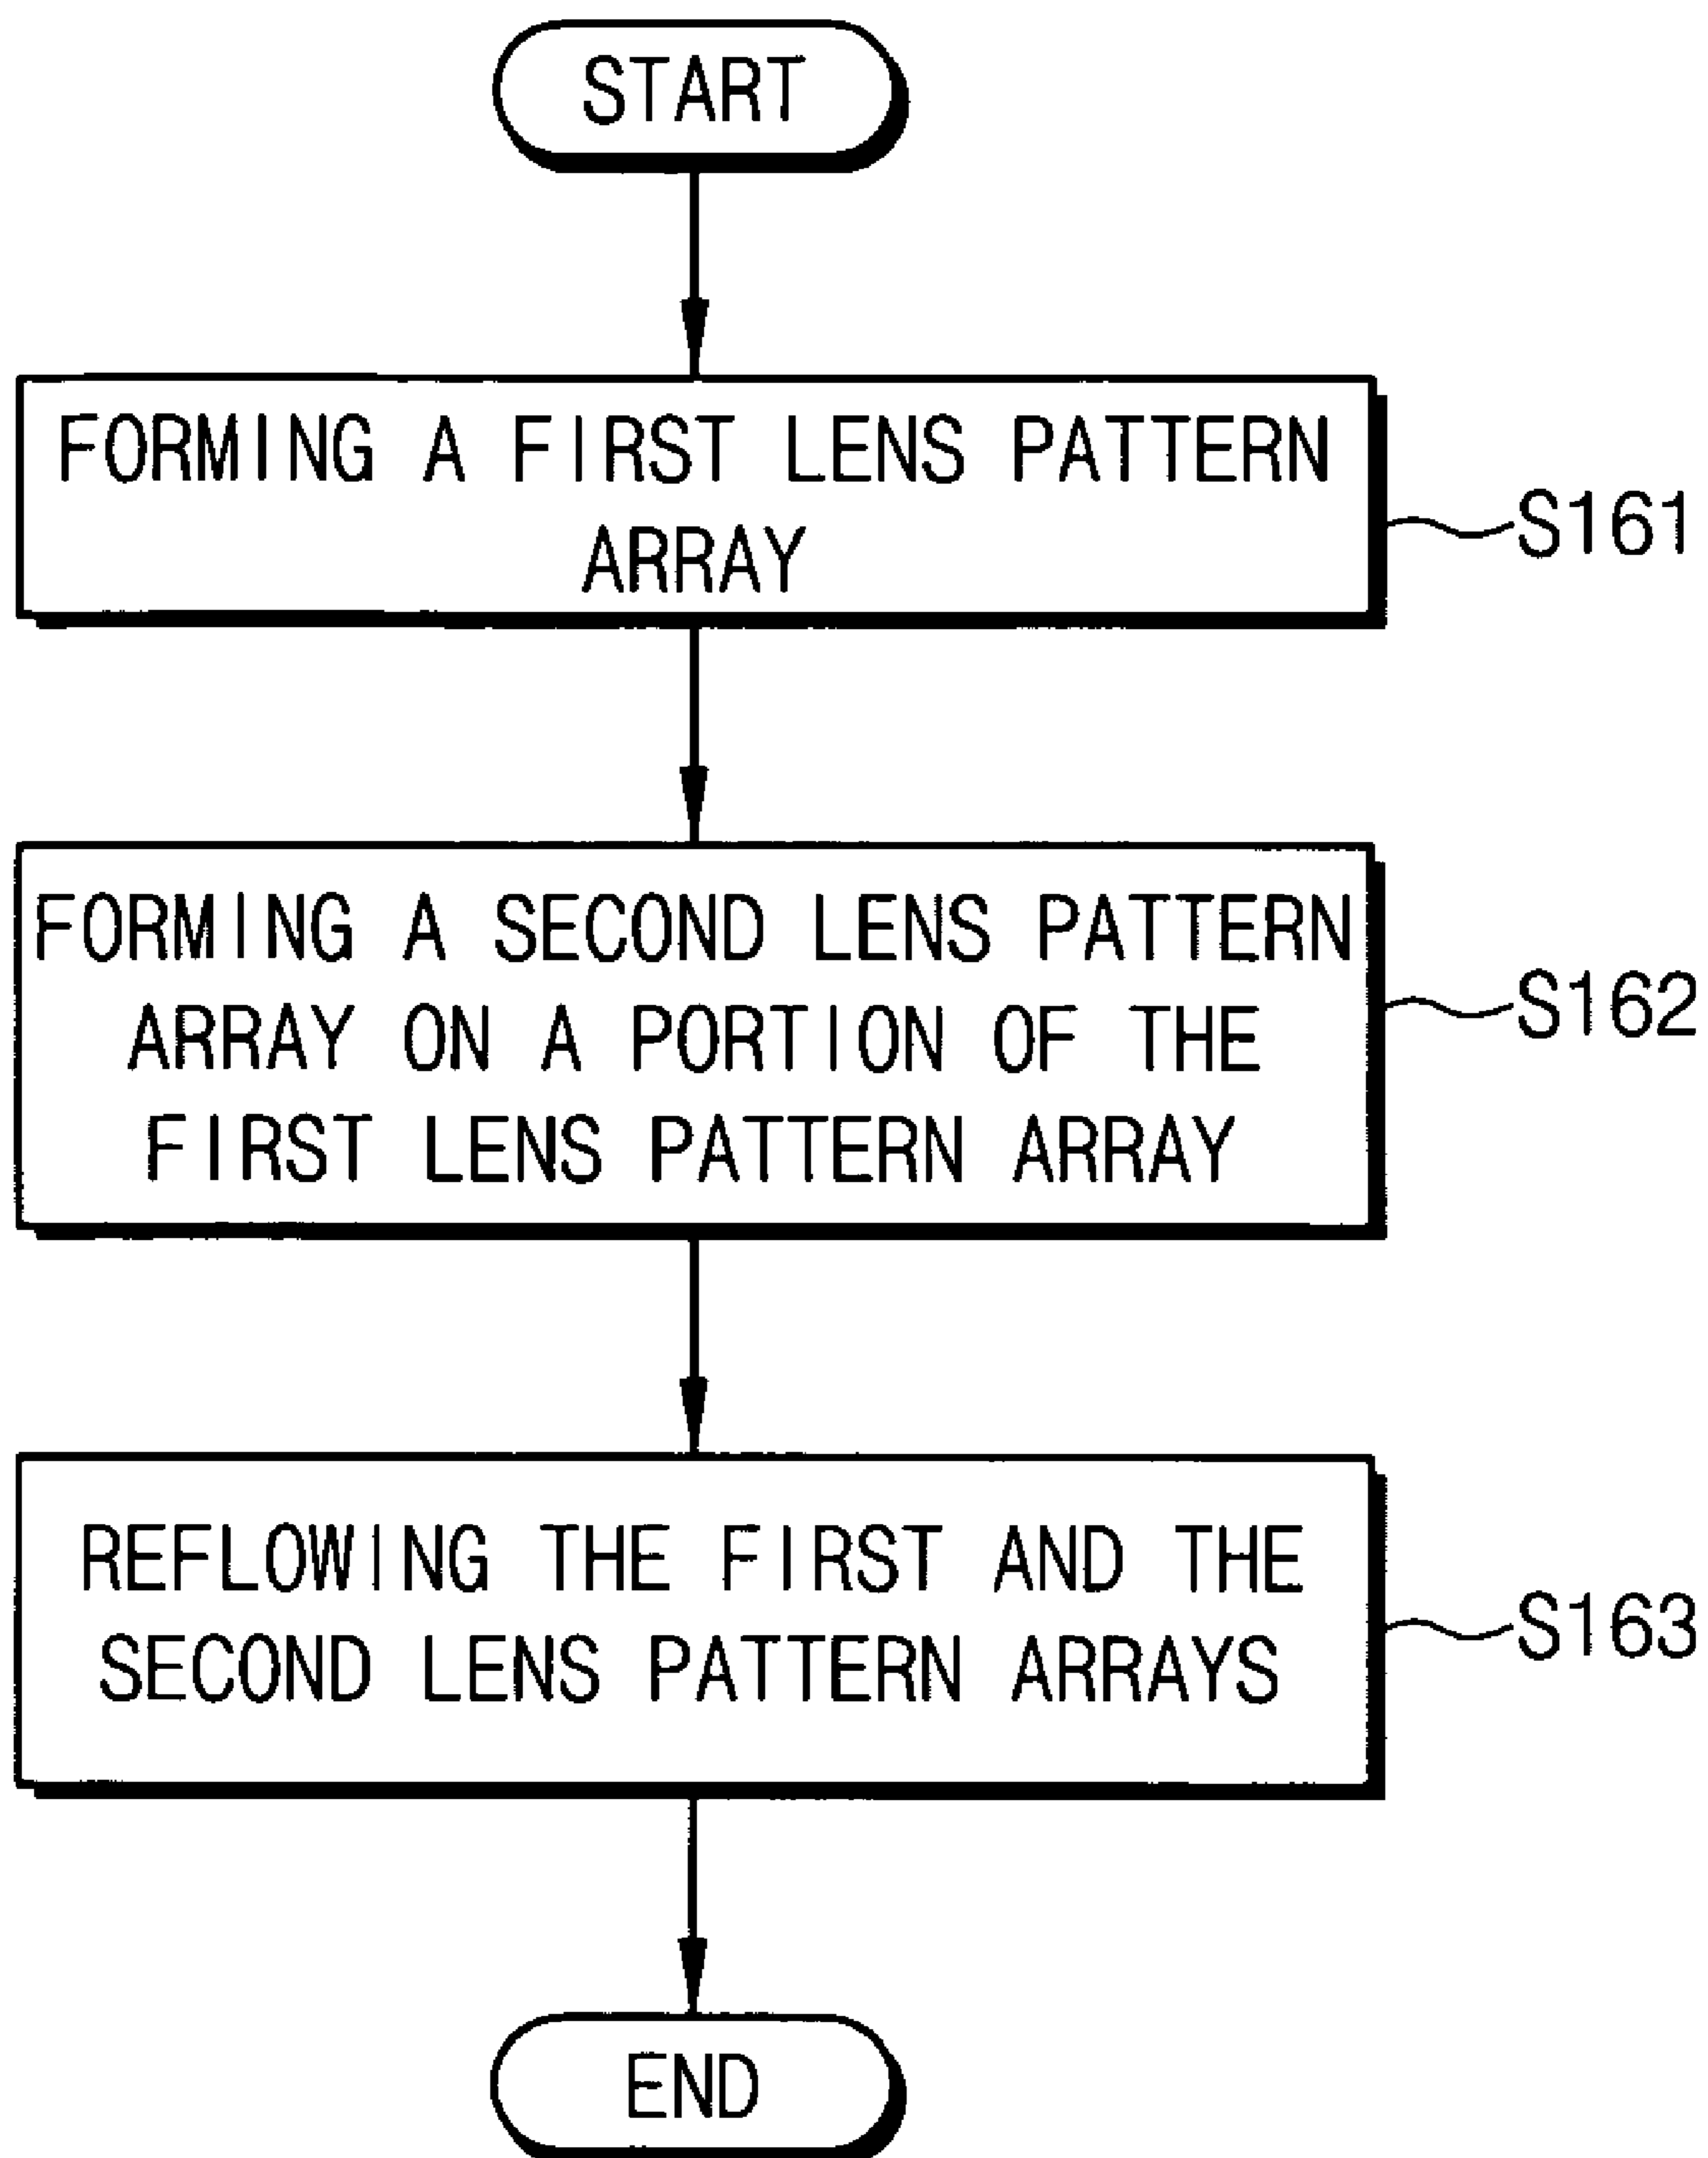 START
FORMING A FIRST LENS PATTERN
ARRAY
S161
FORMING A SECOND LENS PATTERN
ARRAY ON A PORTION OF THE
FIRST LENS PATTERN ARRAY
S162
REFLOWING THE FIRST AND THE
SECOND LENS PATTERN ARRAYS
S163
END